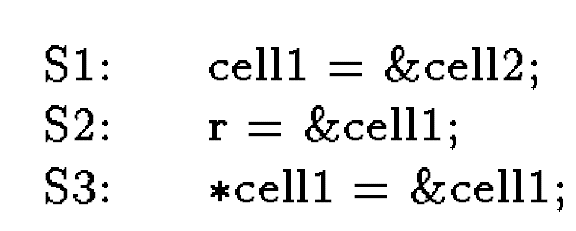 S1: cell1 = &cell2;
S2: r = &cell1;
S3: *cell1 = &cell1;